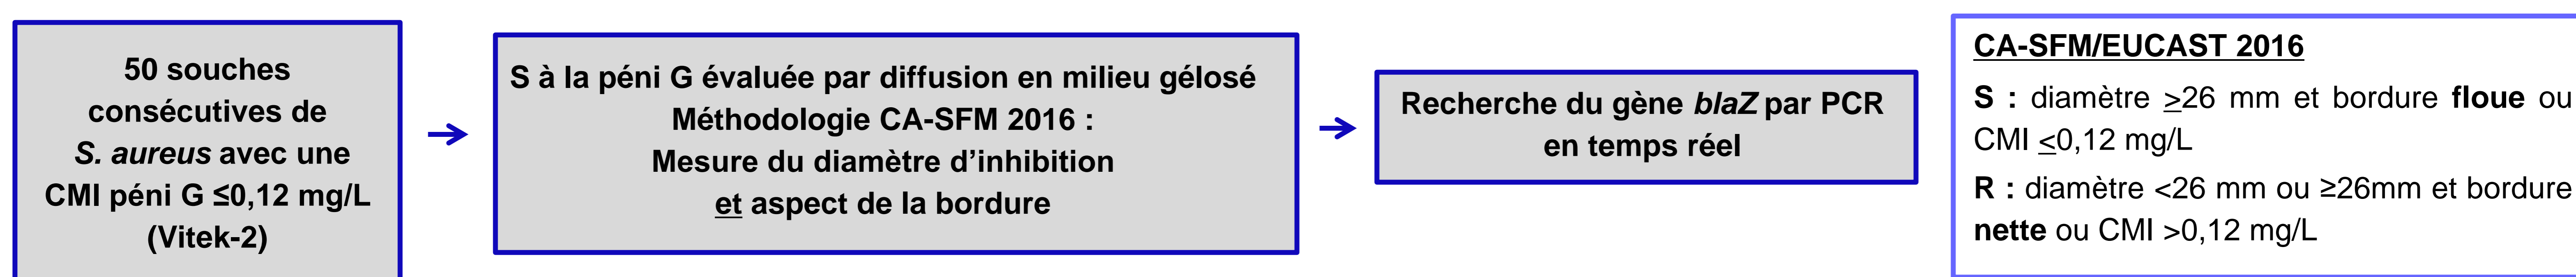 50 souches
consécutives de
S. aureus avec une
CMI péni G ≤0,12 mg/L
(Vitek-2)
S à la péni G évaluée par diffusion en milieu gélosé
Méthodologie CA-SFM 2016 :
Mesure du diamètre d’inhibition
et aspect de la bordure
Recherche du gène blaZ par PCR
en temps réel
CA-SFM/EUCAST 2016
S : diamètre ≥26 mm et bordure floue ou
CMI ≤0,12 mg/L
R : diamètre <26 mm ou ≥26mm et bordure
nette ou CMI >0,12 mg/L